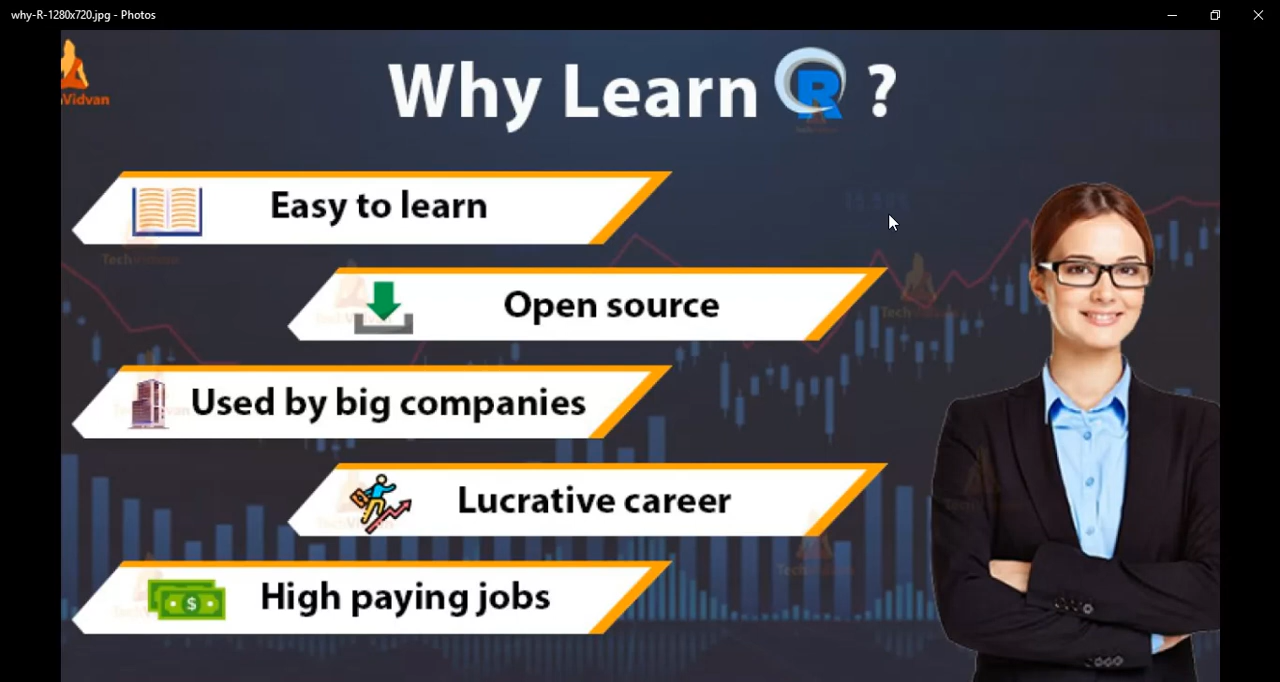 why-R-1280x720.jpg - Photos
Vidvan
Why Learn R ?
Easy to learn
Open source
Used by big companies
Lucrative career
High paying jobs